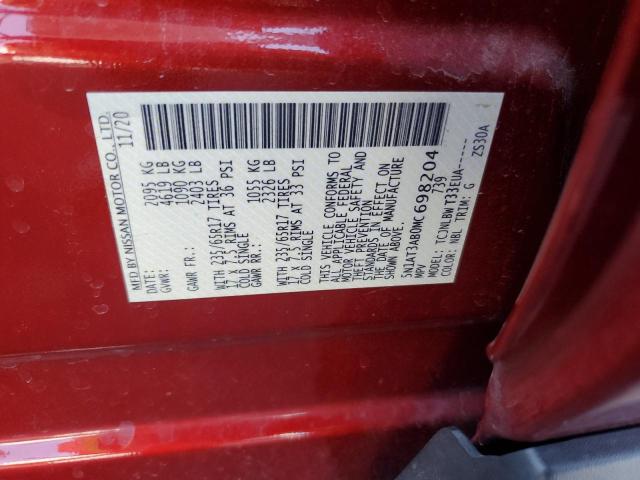 MFD BY NISSAN MOTOR CO., LTD.
11/20
GVWR: 2095 KG
4619 LB
GAWR FR.: 1090 KG
2403 LB
WITH 235/65R17 TIRES
17 X 7.5 RIMS AT 36 PSI
COLD SINGLE
GAWR RR.: 1055 KG
2326 LB
WITH 235/65R17 TIRES
17 X 7.5 RIMS AT 33 PSI
COLD SINGLE
THIS VEHICLE CONFORMS TO
ALL APPLICABLE FEDERAL
MOTOR VEHICLE SAFETY AND
THEFT PREVENTION
STANDARDS IN EFFECT ON
THE DATE OF MANUFACTURE
SHOWN ABOVE.
5N1AT3AB0MC698204
MPV 739
MODEL: TCJNLBWT33EUA------
COLOR: NBL TRIM: G
ZS30A